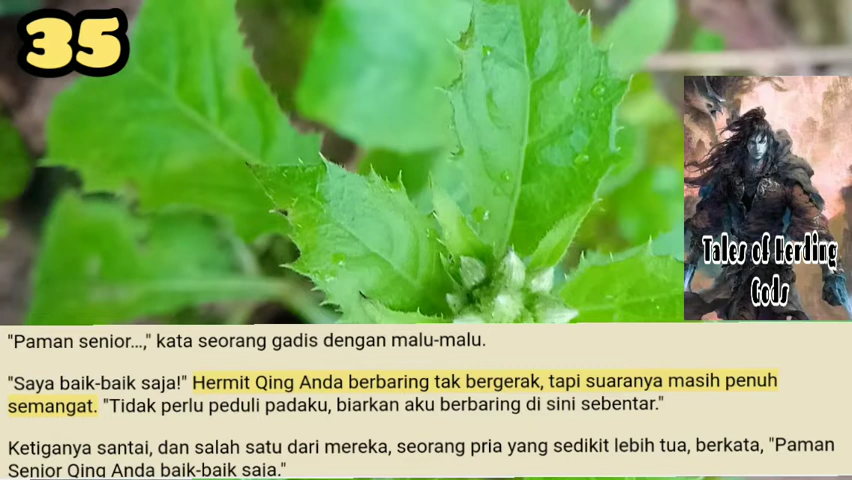 35
Tales of Herding
Gods
"Paman senior...," kata seorang gadis dengan malu-malu.
"Saya baik-baik saja!" Hermit Qing Anda berbaring tak bergerak, tapi suaranya masih penuh
semangat. "Tidak perlu peduli padaku, biarkan aku berbaring di sini sebentar."
Ketiganya santai, dan salah satu dari mereka, seorang pria yang sedikit lebih tua, berkata, "Paman
Senior Qing Anda baik-baik saja."